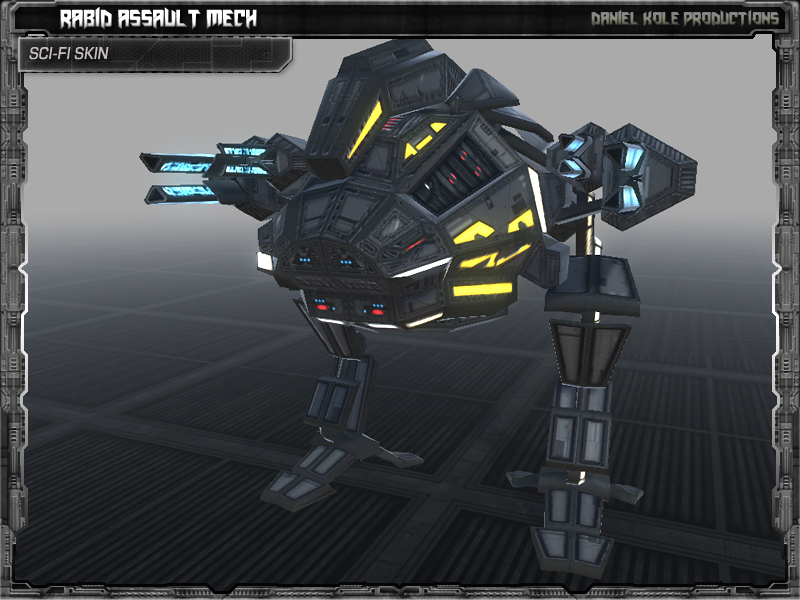 RABID ASSAULT MECH
DANIEL KOLE PRODUCTIONS
SCI-FI SKIN